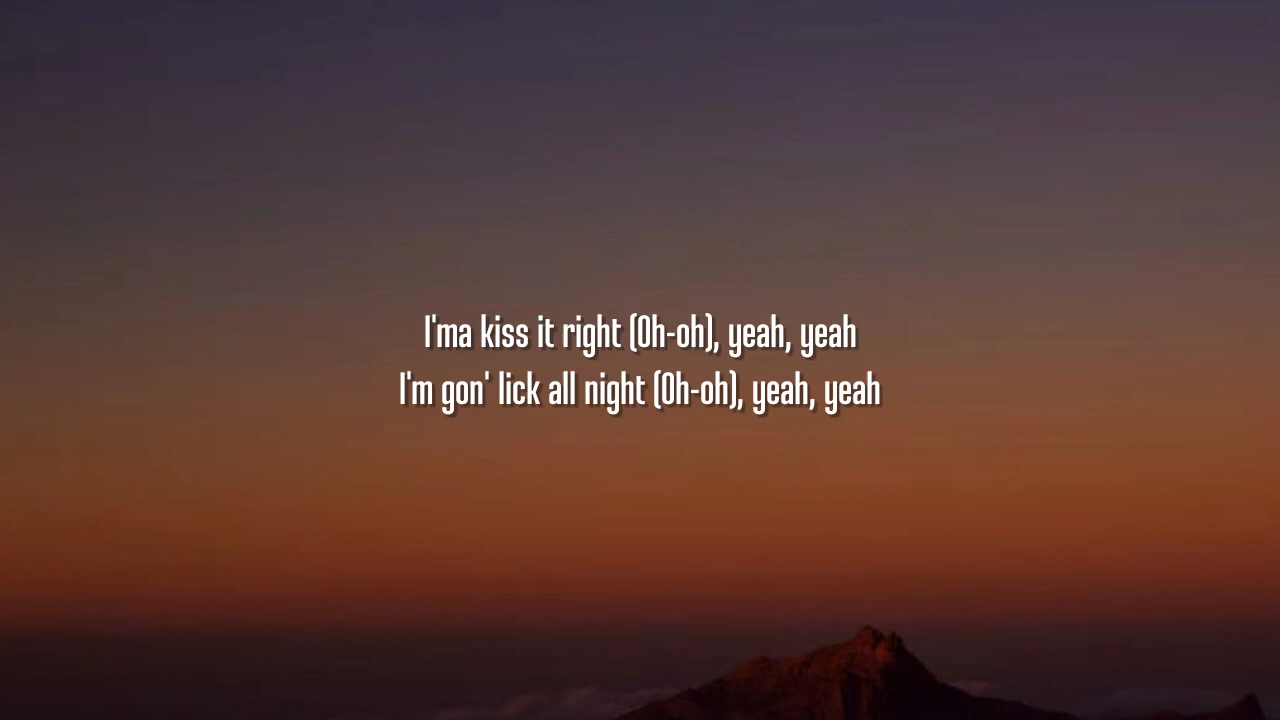 I'ma kiss it right (Oh-oh), yeah, yeah
I'm gon' lick all night (Oh-oh), yeah, yeah